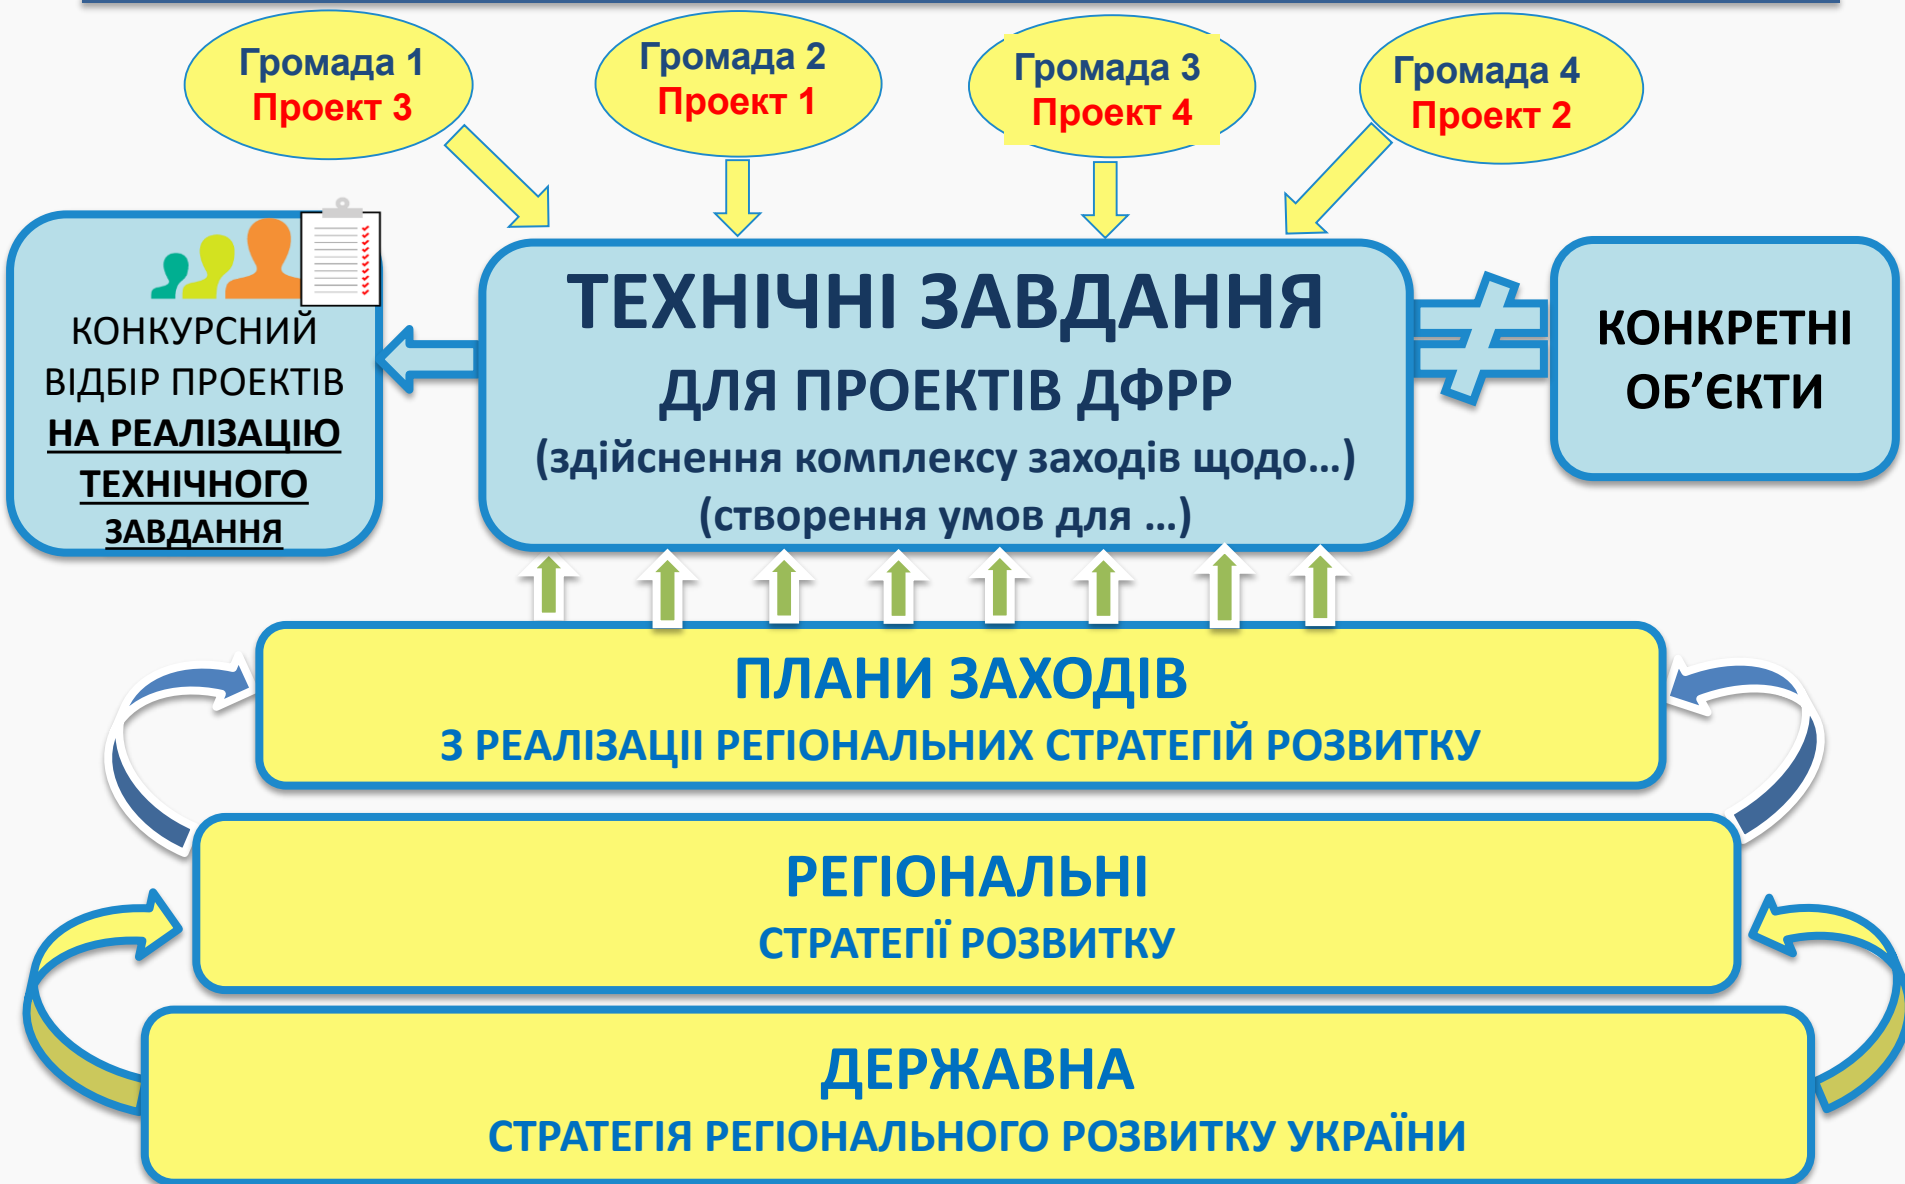 Громада 1
Проект 3
Громада 2
Проект 1
Громада 3
Проект 4
Громада 4
Проект 2
КОНКУРСНИЙ
ВІДБІР ПРОЕКТІВ
НА РЕАЛІЗАЦІЮ
ТЕХНІЧНОГО
ЗАВДАННЯ
ТЕХНІЧНІ ЗАВДАННЯ
ДЛЯ ПРОЕКТІВ ДФРР
(здійснення комплексу заходів щодо...)
(створення умов для ...)
КОНКРЕТНІ
ОБ’ЄКТИ
ПЛАНИ ЗАХОДІВ
З РЕАЛІЗАЦІІ РЕГІОНАЛЬНИХ СТРАТЕГІЙ РОЗВИТКУ
РЕГІОНАЛЬНІ
СТРАТЕГІЇ РОЗВИТКУ
ДЕРЖАВНА
СТРАТЕГІЯ РЕГІОНАЛЬНОГО РОЗВИТКУ УКРАЇНИ